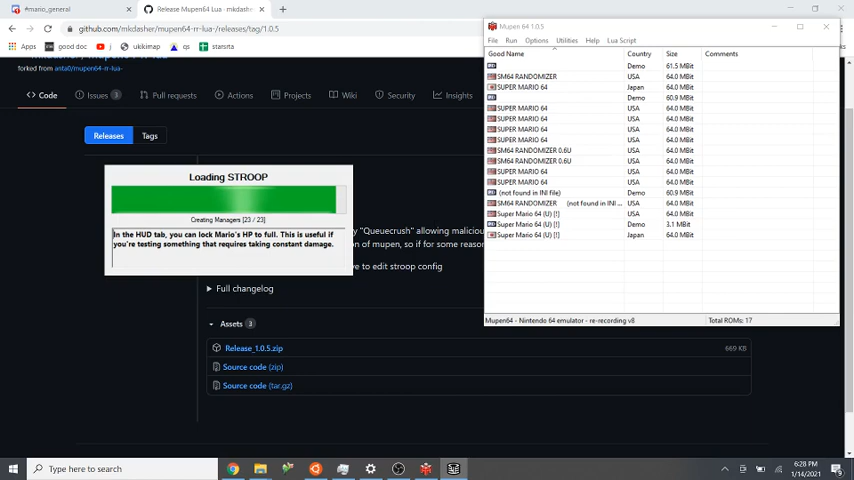 #mario_general
Release Mupen64 Lua · mkdash
github.com/mkdasher/mupen64-rr-lua-/releases/tag/1.0.5
Apps
good doc
j
ukkimap
starsita
forked from anta0/mupen64-rr-lua-
Code
Issues 3
Pull requests
Actions
Projects
Wiki
Security
Insights
Releases
Tags
Loading STROOP
Creating Managers [23 / 23]
In the HUD tab, you can lock Mario's HP to full. This is useful if
you're testing something that requires taking constant damage.
y "Queuecrush" allowing malicio
on of mupen, so if for some reaso
ve to edit stroop config
Full changelog
Assets 3
Release_1.0.5.zip
669 KB
Source code (zip)
Source code (tar.gz)
Mupen 64 1.0.5
File Run Options Utilities Help Lua Script
Good Name Country Size Comments
Demo 61.5 MBit
SM64 RANDOMIZER USA 64.0 MBit
SUPER MARIO 64 Japan 64.0 MBit
Demo 60.9 MBit
SUPER MARIO 64 USA 64.0 MBit
SUPER MARIO 64 USA 64.0 MBit
SUPER MARIO 64 USA 64.0 MBit
SUPER MARIO 64 USA 64.0 MBit
SM64 RANDOMIZER 0.6U USA 64.0 MBit
SM64 RANDOMIZER 0.6U USA 64.0 MBit
SUPER MARIO 64 USA 64.0 MBit
SUPER MARIO 64 USA 64.0 MBit
(not found in INI file) Demo 60.9 MBit
SM64 RANDOMIZER (not found in INI ... USA 64.0 MBit
Super Mario 64 (U) [!] USA 64.0 MBit
Super Mario 64 (U) [!] Demo 3.1 MBit
Super Mario 64 (U) [!] Japan 64.0 MBit
Mupen64 - Nintendo 64 emulator - re-recording v8
Total ROMs: 17
Type here to search
6:28 PM
1/14/2021